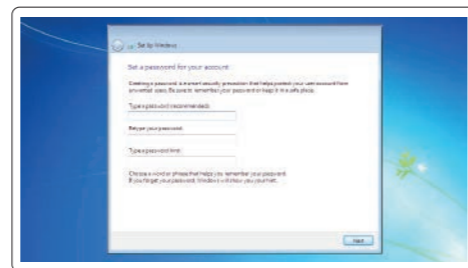 Set Up Windows
Set a password for your account
Creating a password is a smart security precaution that helps protect your user account from
unwanted users. Be sure to remember your password or keep it in a safe place.
Type a password (recommended):
Retype your password:
Type a password hint:
Choose a word or phrase that helps you remember your password.
If you forget your password, Windows will show you your hint.
Next